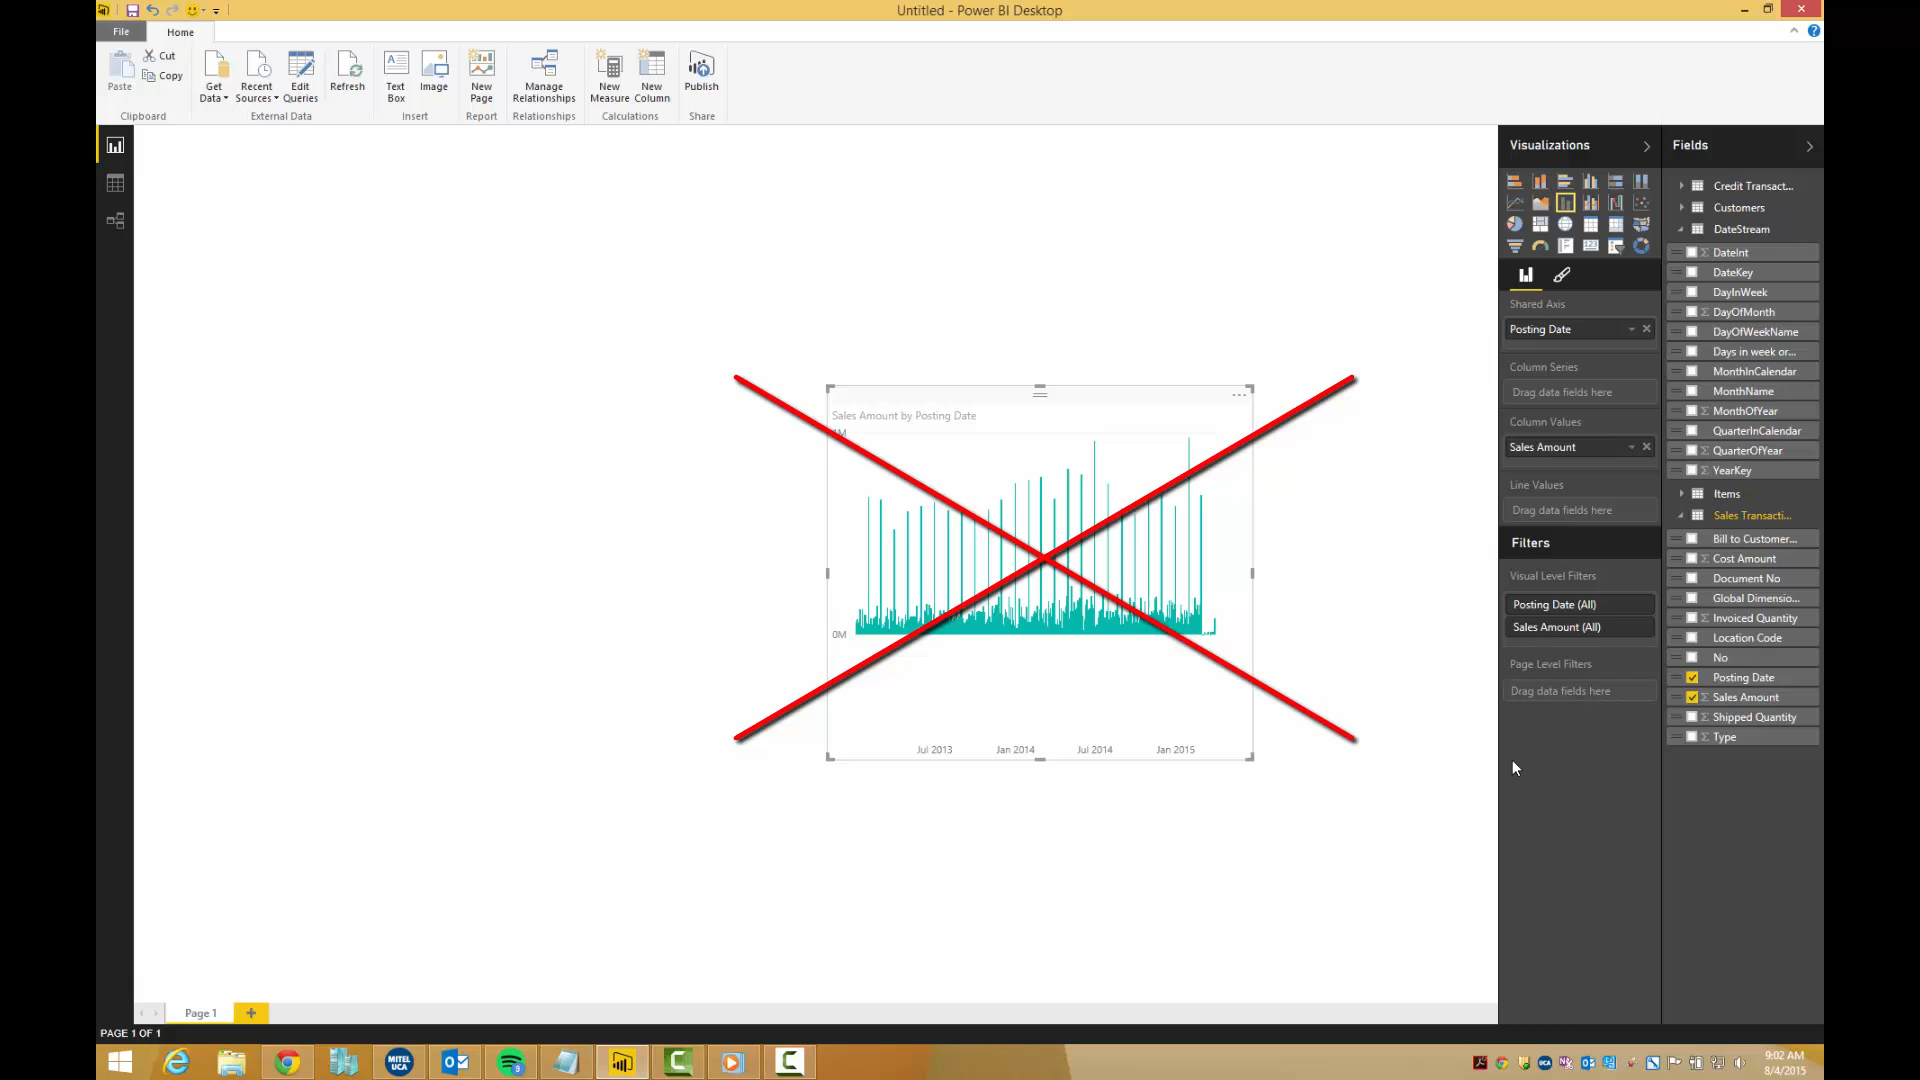 Untitled - Power BI Desktop
File
Home
Paste
Cut
Copy
Get Data
Recent Sources
Edit Queries
Refresh
Text Box
Image
New Page
Manage Relationships
New Measure
New Column
Publish
Clipboard
External Data
Insert
Report
Relationships
Calculations
Share
Sales Amount by Posting Date
1M
0M
Jul 2013
Jan 2014
Jul 2014
Jan 2015
Visualizations
Shared Axis
Posting Date
Column Series
Drag data fields here
Column Values
Sales Amount
Line Values
Drag data fields here
Filters
Visual Level Filters
Posting Date (All)
Sales Amount (All)
Page Level Filters
Drag data fields here
Fields
Credit Transact...
Customers
DateStream
DateInt
DateKey
DayInWeek
DayOfMonth
DayOfWeekName
Days in week or...
MonthInCalendar
MonthName
MonthOfYear
QuarterInCalendar
QuarterOfYear
YearKey
Items
Sales Transacti...
Bill to Customer...
Cost Amount
Document No
Global Dimensio...
Invoiced Quantity
Location Code
No
Posting Date
Sales Amount
Shipped Quantity
Type
Page 1
PAGE 1 OF 1
MITEL
UCA
9:02 AM
8/4/2015